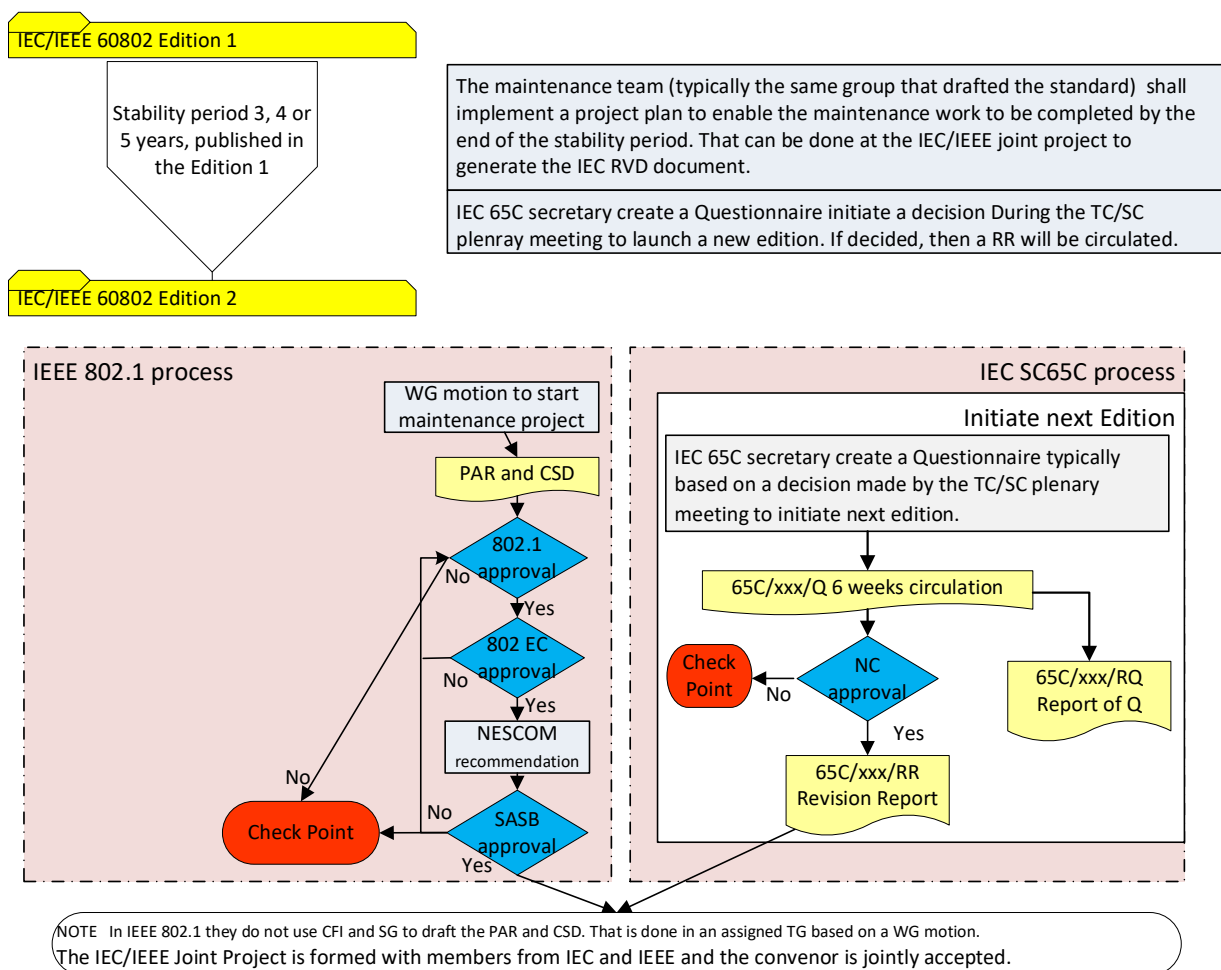 IEC/IEEE 60802 Edition 1
Stability period 3, 4 or
5 years, published in
the Edition 1
IEC/IEEE 60802 Edition 2
The maintenance team (typically the same group that drafted the standard) shall
implement a project plan to enable the maintenance work to be completed by the
end of the stability period. That can be done at the IEC/IEEE joint project to
generate the IEC RVD document.
IEC 65C secretary create a Questionnaire initiate a decision During the TC/SC
plenray meeting to launch a new edition. If decided, then a RR will be circulated.
IEEE 802.1 process
WG motion to start
maintenance project
PAR and CSD
802.1
approval
No
Yes
802 EC
approval
No
Yes
NESCOM
recommendation
No
No
SASB
approval
Check Point
Yes
IEC SC65C process
Initiate next Edition
IEC 65C secretary create a Questionnaire typically
based on a decision made by the TC/SC plenary
meeting to initiate next edition.
65C/xxx/Q 6 weeks circulation
Check
Point
No
NC
approval
65C/xxx/RQ
Report of Q
Yes
65C/xxx/RR
Revision Report
NOTE In IEEE 802.1 they do not use CFI and SG to draft the PAR and CSD. That is done in an assigned TG based on a WG motion.
The IEC/IEEE Joint Project is formed with members from IEC and IEEE and the convenor is jointly accepted.